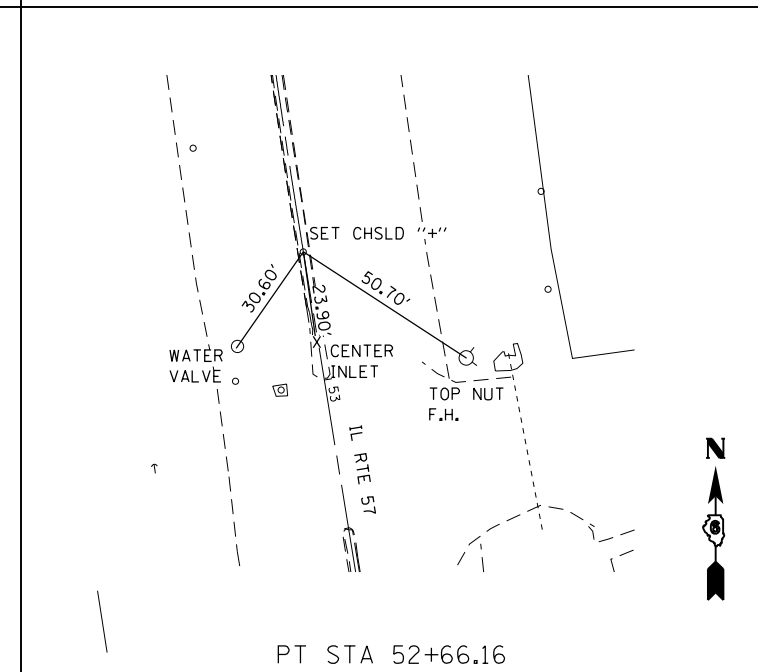 SET CHSLD "+"
30.60'
23.90'
50.70'
WATER
VALVE
CENTER
INLET
53
TOP NUT
F.H.
IL RTE 57
N
6
PT STA 52+66.16